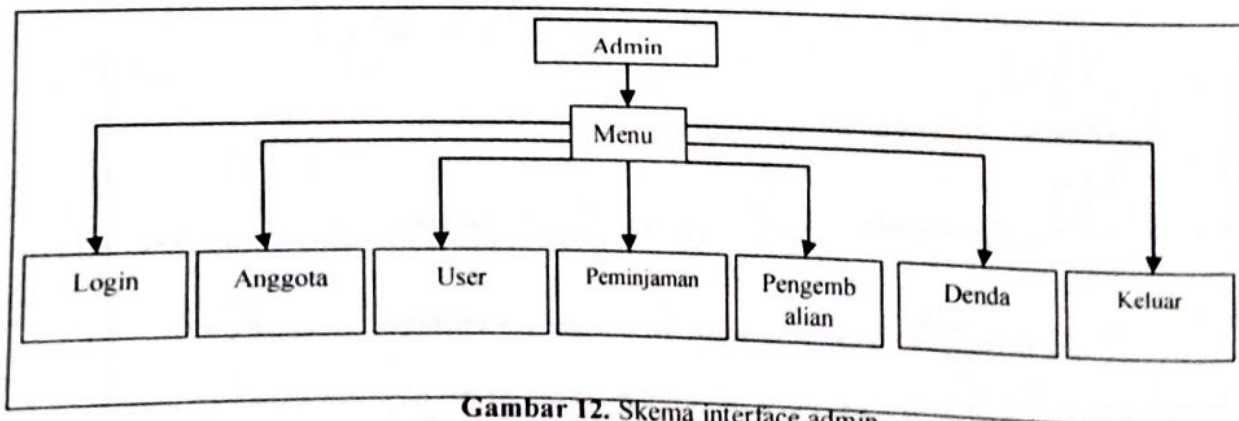 Admin
Menu
Login
Anggota
User
Peminjaman
Pengemb
alian
Denda
Keluar
Gambar 12. Skema interface admin